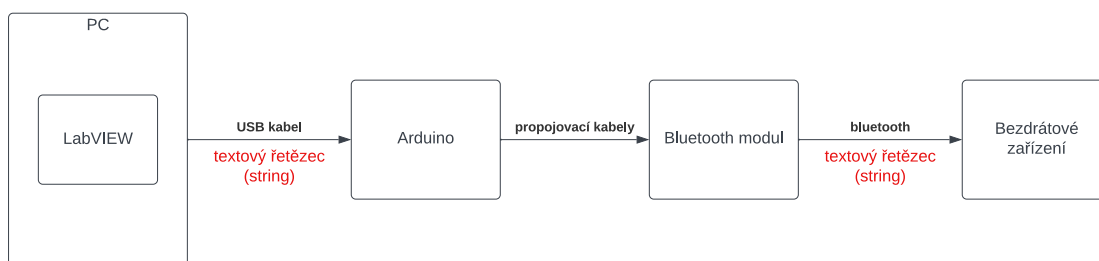 PC
LabVIEW
USB kabel
textový řetězec
(string)
Arduino
propojovací kabely
Bluetooth modul
bluetooth
textový řetězec
(string)
Bezdrátové
zařízení